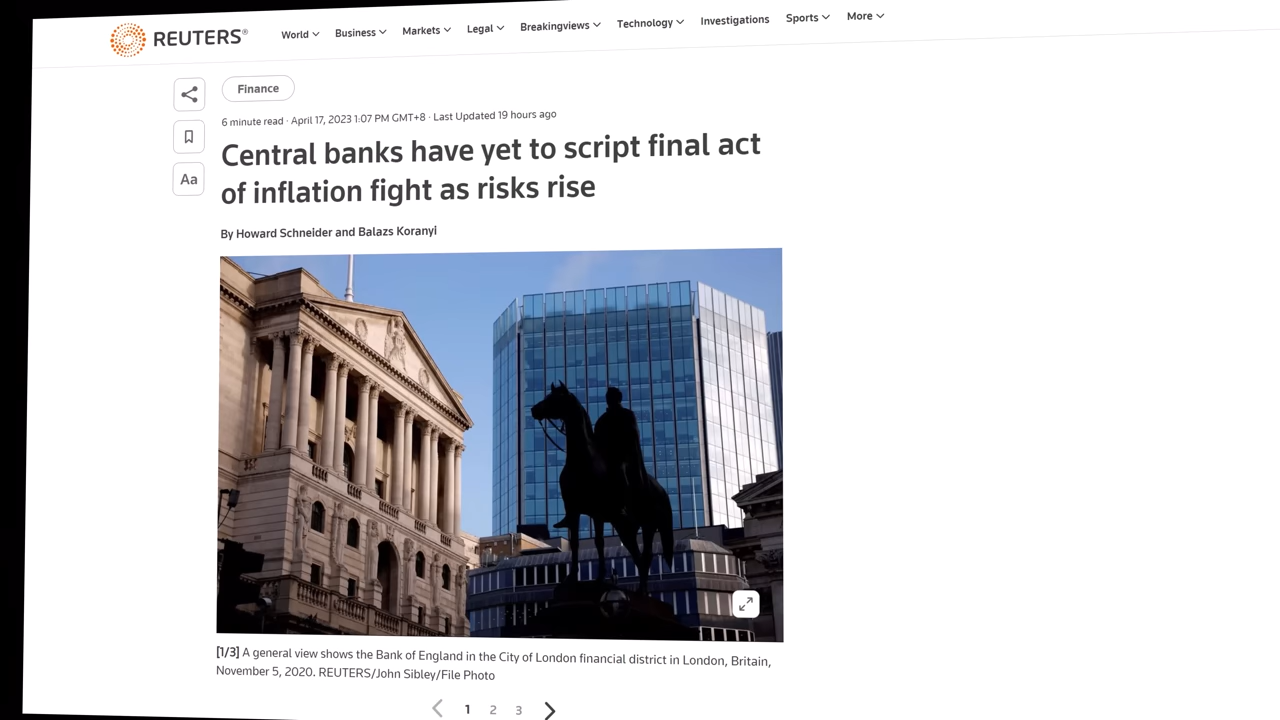 REUTERS®
World Business Markets Legal Breakingviews Technology Investigations Sports More
Finance
6 minute read · April 17, 2023 1:07 PM GMT+8 · Last Updated 19 hours ago
Aa
Central banks have yet to script final act
of inflation fight as risks rise
By Howard Schneider and Balazs Koranyi
[1/3] A general view shows the Bank of England in the City of London financial district in London, Britain,
November 5, 2020. REUTERS/John Sibley/File Photo
1 2 3